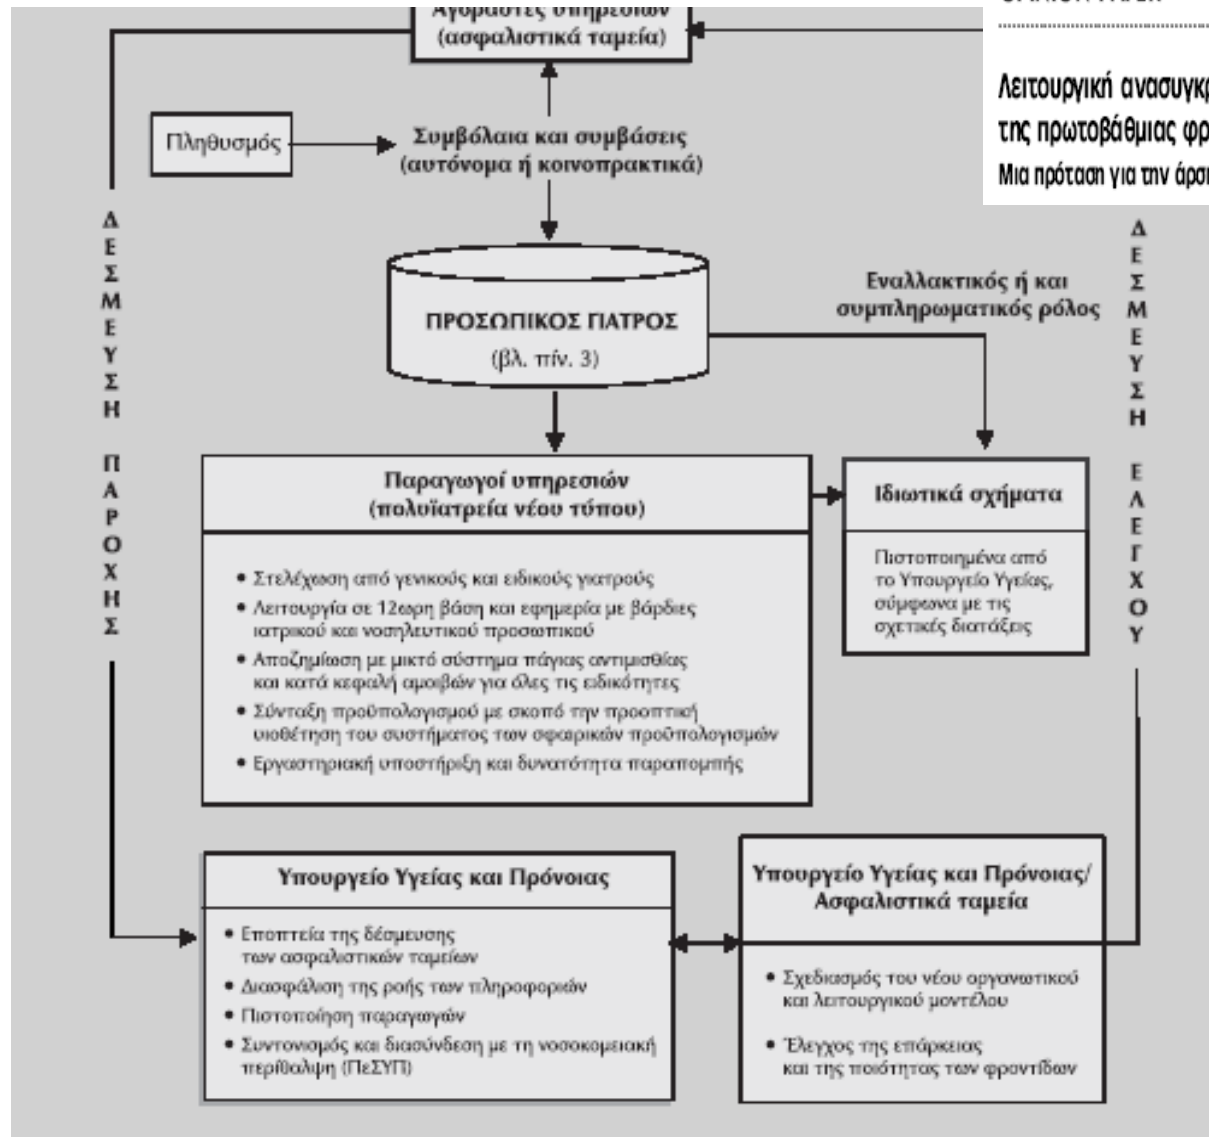 Αγοραστές υπηρεσιών
(ασφαλιστικά ταμεία)
Λειτουργική ανασυγκρ
της πρωτοβάθμιας φρ
Μια πρόταση για την άρσ
Πληθυσμός
Συμβόλαια και συμβάσεις
(αυτόνομα ή κοινοπρακτικά)
ΔΕΣΜΕΥΣΗ ΠΑΡΟΧΗΣ
ΔΕΣΜΕΥΣΗ ΕΛΕΓΧΟΥ
Εναλλακτικός ή και
συμπληρωματικός ρόλος
ΠΡΟΣΩΠΙΚΟΣ ΓΙΑΤΡΟΣ
(βλ. πίν. 3)
Παραγωγοί υπηρεσιών
(πολυϊατρεία νέου τύπου)
• Στελέχωση από γενικούς και ειδικούς γιατρούς
• Λειτουργία σε 12ωρη βάση και εφημερία με βάρδιες
ιατρικού και νοσηλευτικού προσωπικού
• Αποζημίωση με μικτό σύστημα πάγιας αντιμισθίας
και κατά κεφαλή αμοιβών για όλες τις ειδικότητες
• Σύνταξη προϋπολογισμού με σκοπό την προοπτική
υιοθέτηση του συστήματος των σφαιρικών προϋπολογισμών
• Εργαστηριακή υποστήριξη και δυνατότητα παραπομπής
Ιδιωτικά σχήματα
Πιστοποιημένα από
το Υπουργείο Υγείας,
σύμφωνα με τις
σχετικές διατάξεις
Υπουργείο Υγείας και Πρόνοιας
• Εποπτεία της δέσμευσης
των ασφαλιστικών ταμείων
• Διασφάλιση της ροής των πληροφοριών
• Πιστοποίηση παραγωγών
• Συντονισμός και διασύνδεση με τη νοσοκομειακή
περίθαλψη (ΠεΣΥΠ)
Υπουργείο Υγείας και Πρόνοιας/
Ασφαλιστικά ταμεία
• Σχεδιασμός του νέου οργανωτικού
και λειτουργικού μοντέλου
• Έλεγχος της επάρκειας
και της ποιότητας των φροντίδων